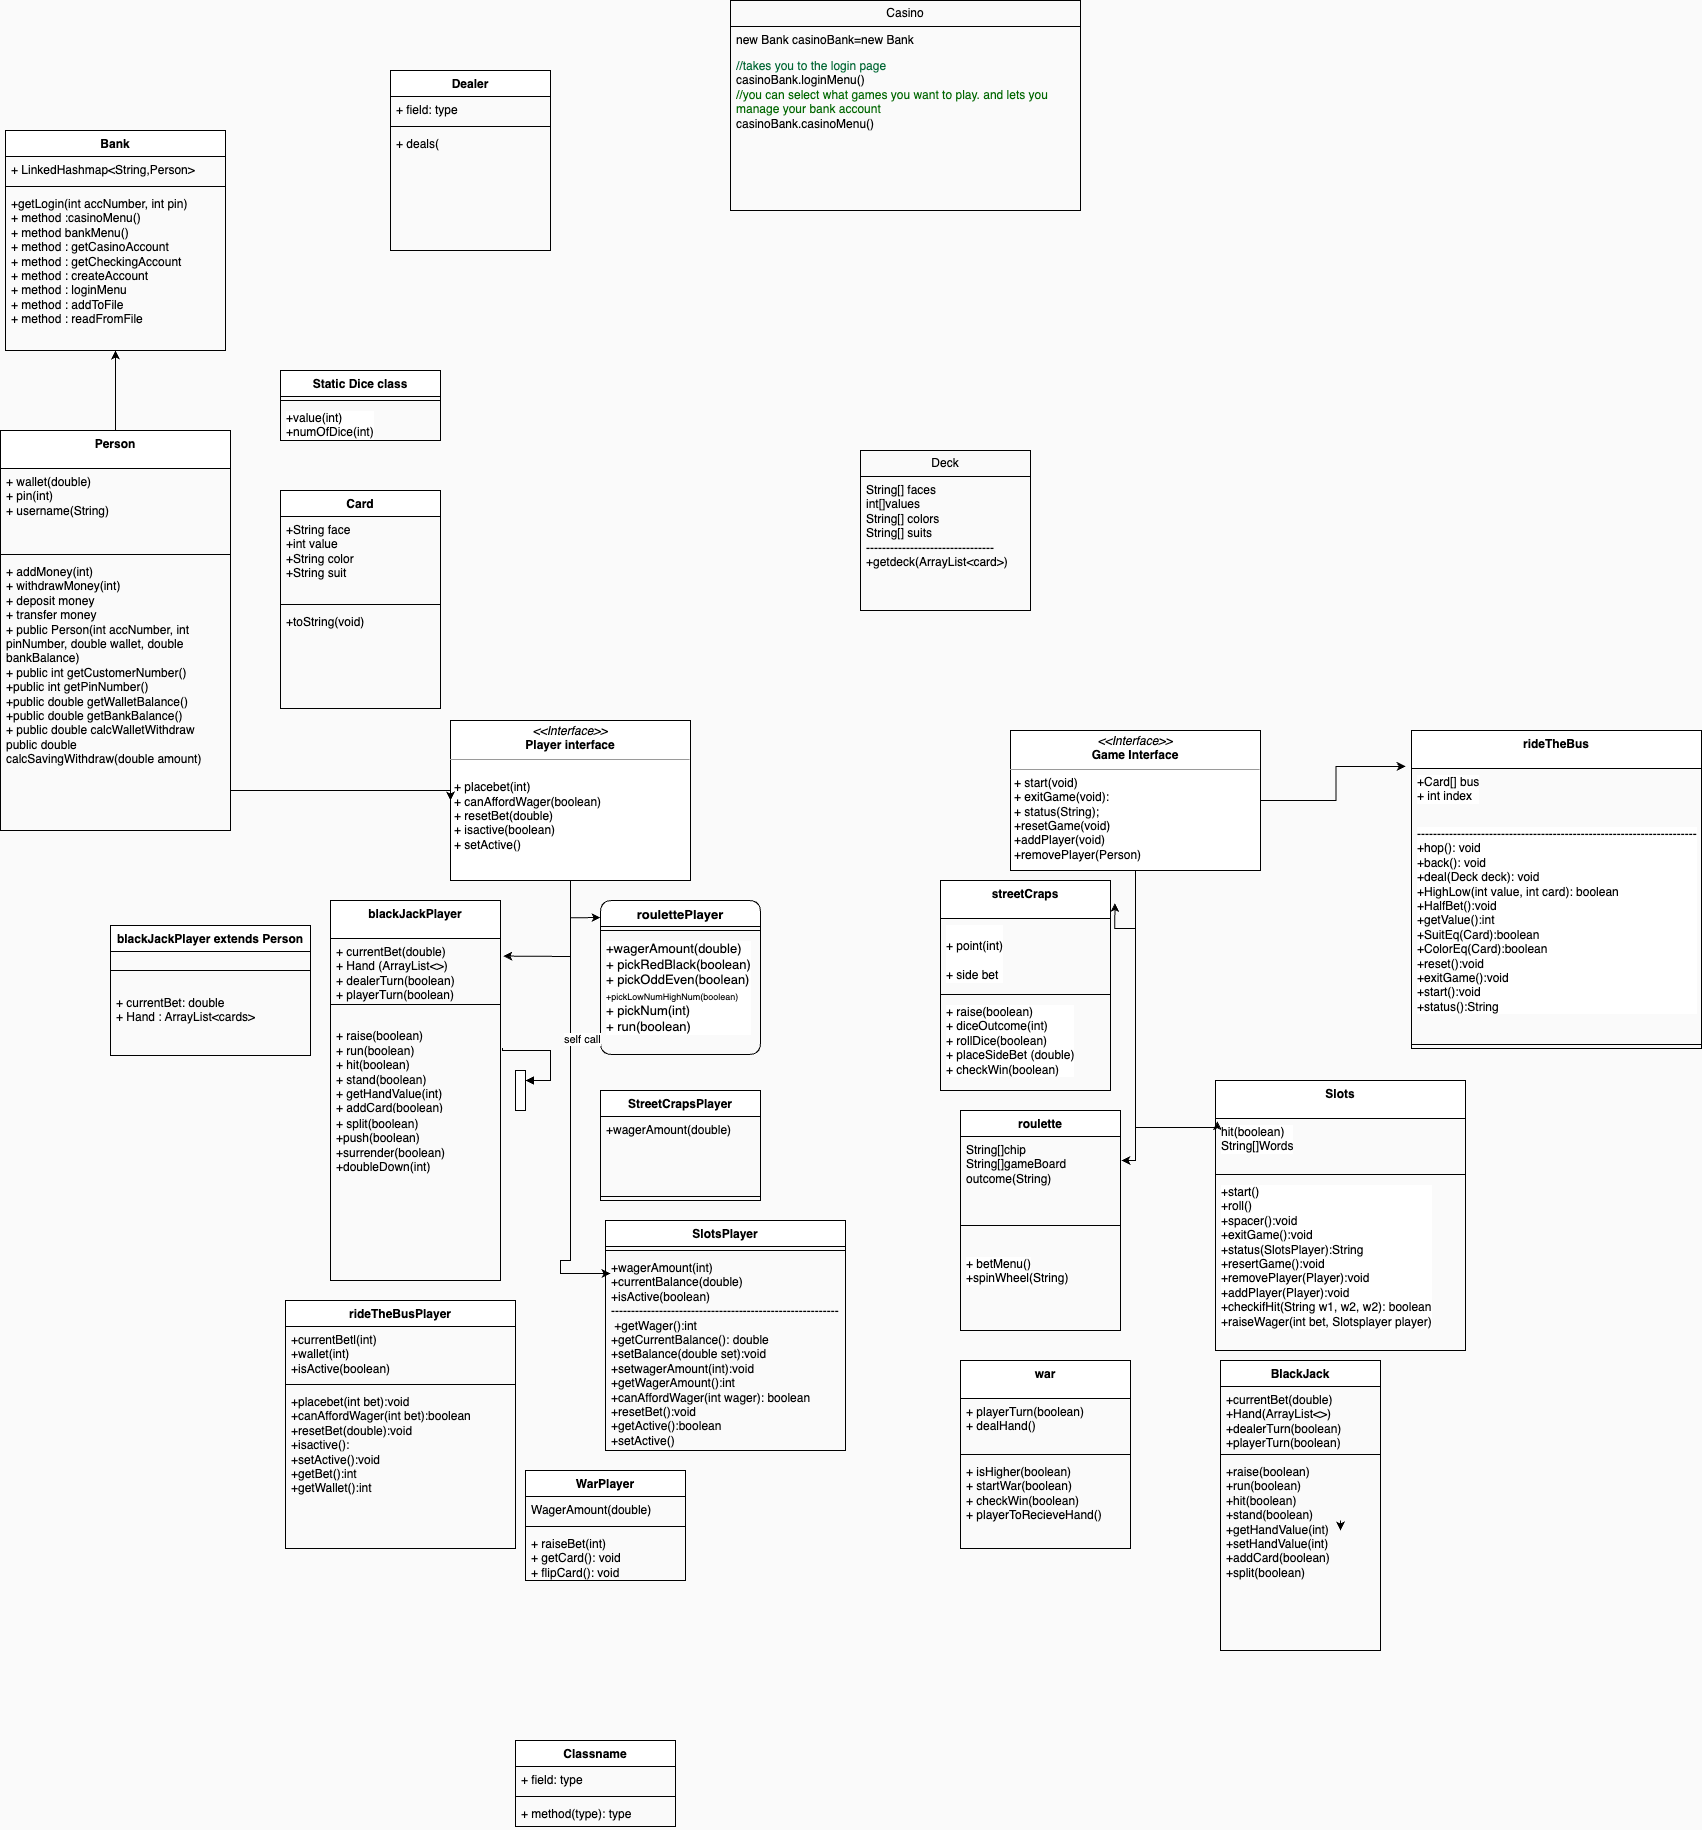 Casino
new Bank casinoBank=new Bank
//takes you to the login page
casinoBank.loginMenu()
//you can select what games you want to play. and lets you
manage your bank account
casinoBank.casinoMenu()
Dealer
+ field: type
+ deals(
Bank
+ LinkedHashmap<String,Person>
+getLogin(int accNumber, int pin)
+ method :casinoMenu()
+ method bankMenu()
+ method : getCasinoAccount
+ method : getCheckingAccount
+ method : createAccount
+ method : loginMenu
+ method : addToFile
+ method : readFromFile
Static Dice class
+value(int)
+numOfDice(int)
Person
+ wallet(double)
+ pin(int)
+ username(String)
+ addMoney(int)
+ withdrawMoney(int)
+ deposit money
+ transfer money
+ public Person(int accNumber, int
pinNumber, double wallet, double
bankBalance)
+ public int getCustomerNumber()
+public int getPinNumber()
+public double getWalletBalance()
+public double getBankBalance()
+ public double calcWalletWithdraw
public double
calcSavingWithdraw(double amount)
Card
+String face
+int value
+String color
+String suit
+toString(void)
Deck
String[] faces
int[]values
String[] colors
String[] suits
--------------------------------
+getdeck(ArrayList<card>)
<<Interface>>
Player interface
+ placebet(int)
+ canAffordWager(boolean)
+ resetBet(double)
+ isactive(boolean)
+ setActive()
<<Interface>>
Game Interface
+ start(void)
+ exitGame(void):
+ status(String);
+resetGame(void)
+addPlayer(void)
+removePlayer(Person)
rideTheBus
+Card[] bus
+ int index
----------------------------------------------------------------------
+hop(): void
+back(): void
+deal(Deck deck): void
+HighLow(int value, int card): boolean
+HalfBet():void
+getValue():int
+SuitEq(Card):boolean
+ColorEq(Card):boolean
+reset():void
+exitGame():void
+start():void
+status():String
blackJackPlayer extends Person
+ currentBet: double
+ Hand : ArrayList<cards>
blackJackPlayer
+ currentBet(double)
+ Hand (ArrayList<>)
+ dealerTurn(boolean)
+ playerTurn(boolean)
+ raise(boolean)
+ run(boolean)
+ hit(boolean)
+ stand(boolean)
+ getHandValue(int)
+ addCard(boolean)
+ split(boolean)
+push(boolean)
+surrender(boolean)
+doubleDown(int)
self call
roulettePlayer
+wagerAmount(double)
+ pickRedBlack(boolean)
+ pickOddEven(boolean)
+pickLowNumHighNum(boolean)
+ pickNum(int)
+ run(boolean)
streetCraps
+ point(int)
+ side bet
+ raise(boolean)
+ diceOutcome(int)
+ rollDice(boolean)
+ placeSideBet (double)
+ checkWin(boolean)
StreetCrapsPlayer
+wagerAmount(double)
roulette
String[]chip
String[]gameBoard
outcome(String)
+ betMenu()
+spinWheel(String)
Slots
hit(boolean)
String[]Words
+start()
+roll()
+spacer():void
+exitGame():void
+status(SlotsPlayer):String
+resertGame():void
+removePlayer(Player):void
+addPlayer(Player):void
+checkifHit(String w1, w2, w2): boolean
+raiseWager(int bet, Slotsplayer player)
SlotsPlayer
+wagerAmount(int)
+currentBalance(double)
+isActive(boolean)
---------------------------------------------------------
+getWager():int
+getCurrentBalance(): double
+setBalance(double set):void
+setwagerAmount(int):void
+getWagerAmount():int
+canAffordWager(int wager): boolean
+resetBet():void
+getActive():boolean
+setActive()
rideTheBusPlayer
+currentBetl(int)
+wallet(int)
+isActive(boolean)
+placebet(int bet):void
+canAffordWager(int bet):boolean
+resetBet(double):void
+isactive():
+setActive():void
+getBet():int
+getWallet():int
WarPlayer
WagerAmount(double)
+ raiseBet(int)
+ getCard(): void
+ flipCard(): void
war
+ playerTurn(boolean)
+ dealHand()
+ isHigher(boolean)
+ startWar(boolean)
+ checkWin(boolean)
+ playerToRecieveHand()
BlackJack
+currentBet(double)
+Hand(ArrayList<>)
+dealerTurn(boolean)
+playerTurn(boolean)
+raise(boolean)
+run(boolean)
+hit(boolean)
+stand(boolean)
+getHandValue(int)
+setHandValue(int)
+addCard(boolean)
+split(boolean)
Classname
+ field: type
+ method(type): type